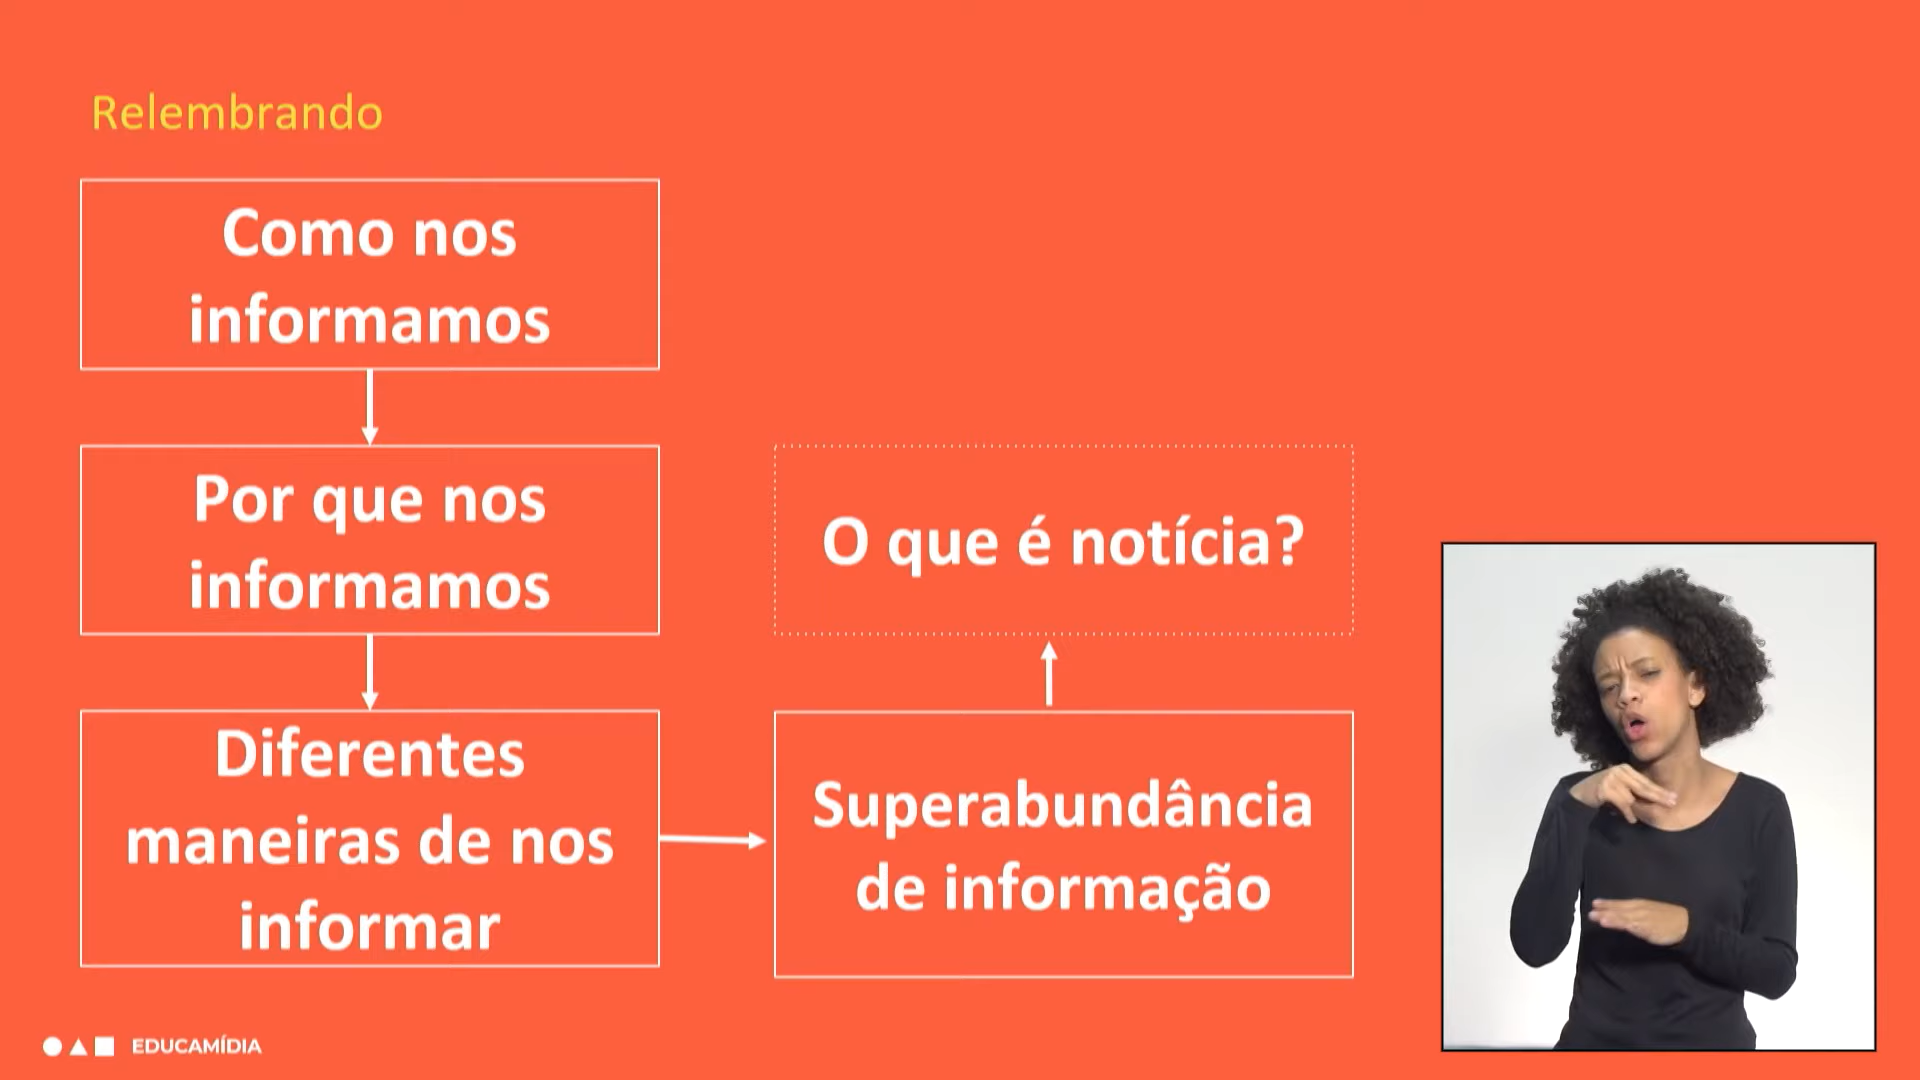 Relembrando
Como nos
informamos
Por que nos
informamos
Diferentes
maneiras de nos
informar
Superabundância
de informação
O que é notícia?
EDUCAMÍDIA